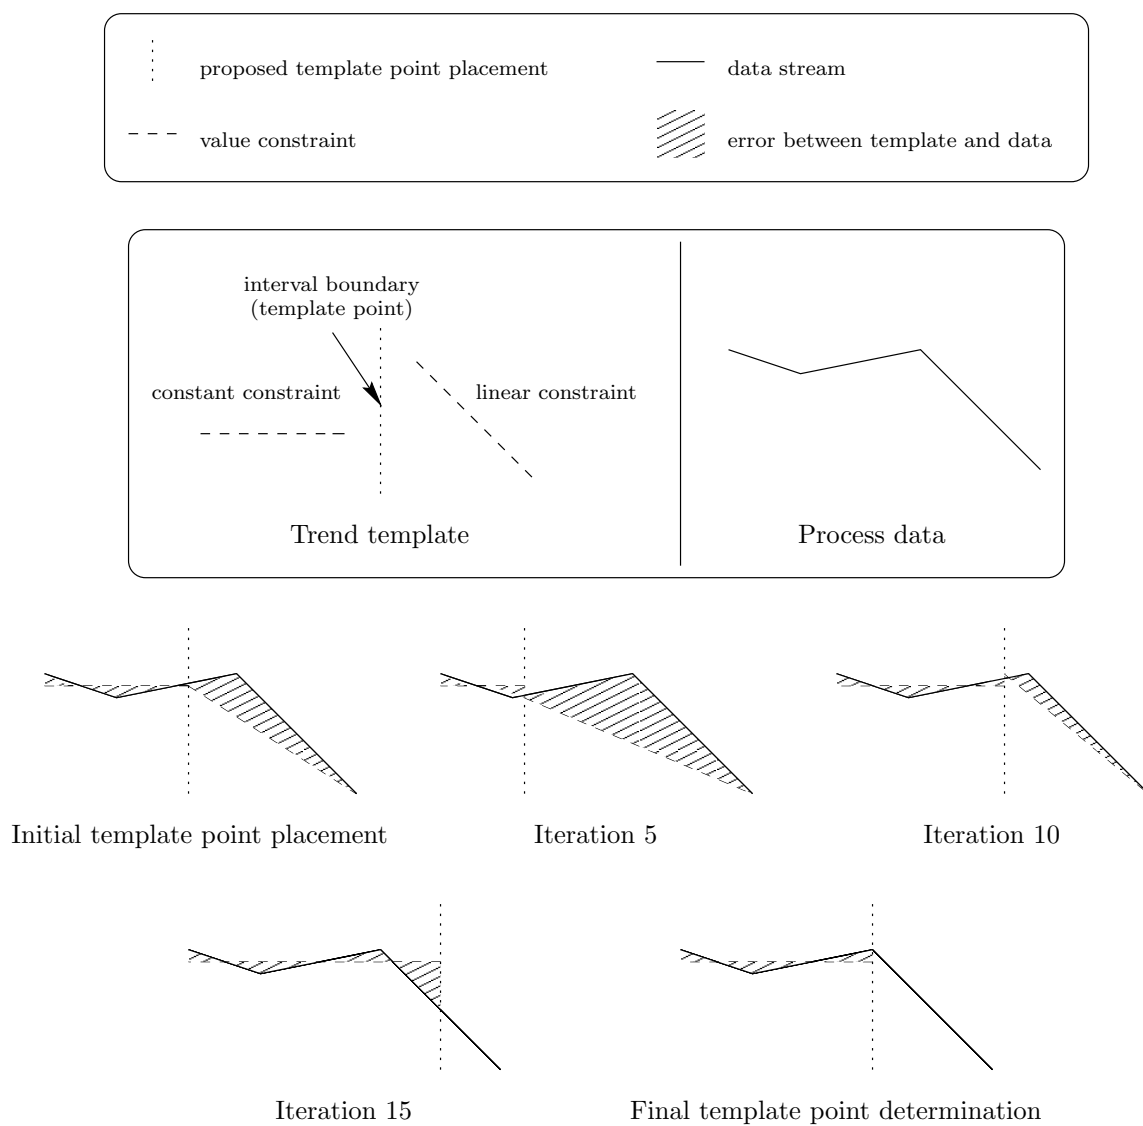 proposed template point placement
data stream
value constraint
error between template and data
interval boundary
(template point)
constant constraint
linear constraint
Trend template
Process data
Initial template point placement
Iteration 5
Iteration 10
Iteration 15
Final template point determination